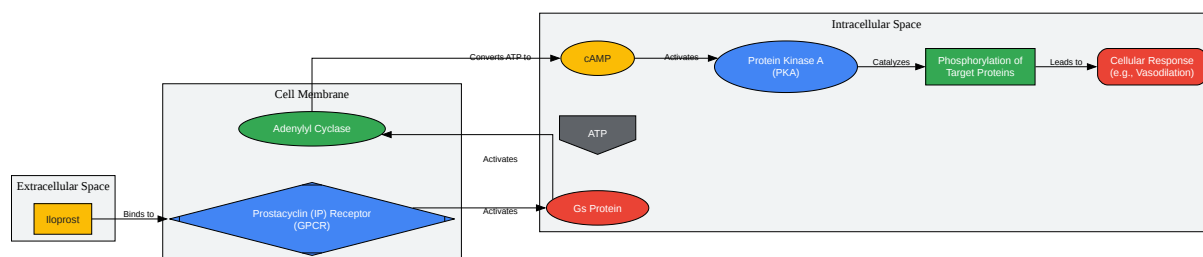 Intracellular Space
Converts ATP to
cAMP
Activates
Protein Kinase A
(PKA)
Catalyzes
Phosphorylation of
Target Proteins
Leads to
Cellular Response
(e.g., Vasodilation)
Cell Membrane
Adenylyl Cyclase
ATP
Activates
Extracellular Space
Iloprost
Binds to
Prostacyclin (IP) Receptor
(GPCR)
Activates
Gs Protein